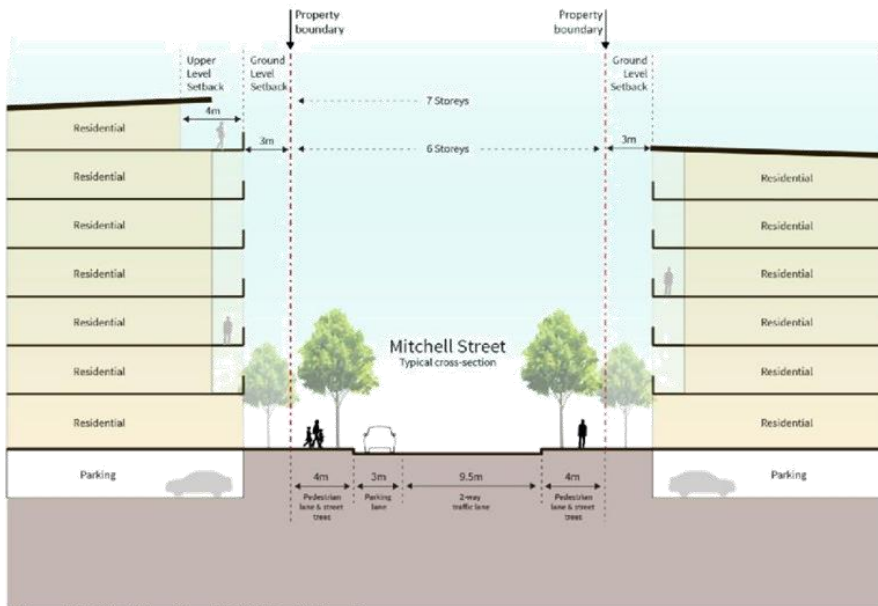 Property
boundary
Property
boundary
Upper
Level
Setback
Ground
Level
Setback
Ground
Level
Setback
4m
7 Storeys
3m
6 Storeys
3m
Residential
Residential
Residential
Residential
Residential
Residential
Residential
Residential
Residential
Residential
Residential
Residential
Residential
Mitchell Street
Typical cross-section
Parking
Parking
4m
3m
9.5m
4m
Pedestrian
lane & street
trees
Parking
lane
2-way
traffic lane
Pedestrian
lane & street
trees